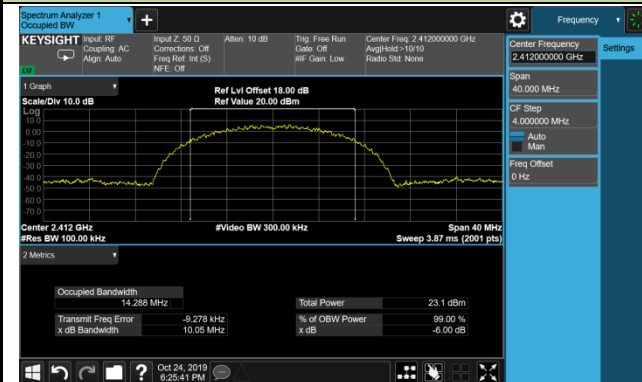 Spectrum Analyzer 1
Occupied BW
+
Frequency
KEYSIGHT
Input: RF
Coupling: AC
Align: Auto
Input Z: 50 Ω
Corrections: Off
Freq Ref: Int (S)
NFE: Off
Atten: 10 dB
Trig: Free Run
Gate: Off
#IF Gain: Low
Center Freq: 2.412000000 GHz
Avg|Hold:>10/10
Radio Std: None
LW
Center Frequency
2.412000000 GHz
Settings
Span
40.000 MHz
CF Step
4.000000 MHz
Auto
Man
Freq Offset
0 Hz
1 Graph
Scale/Div 10.0 dB
Ref Lvl Offset 18.00 dB
Ref Value 20.00 dBm
Log
10.0
0.00
-10.0
-20.0
-30.0
-40.0
-50.0
-60.0
-70.0
Center 2.412 GHz
#Res BW 100.00 kHz
#Video BW 300.00 kHz
Span 40 MHz
Sweep 3.87 ms (2001 pts)
2 Metrics
Occupied Bandwidth
14.288 MHz
Total Power 23.1 dBm
Transmit Freq Error -9.278 kHz
% of OBW Power 99.00 %
x dB Bandwidth 10.05 MHz
x dB -6.00 dB
?
Oct 24, 2019
6:25:41 PM